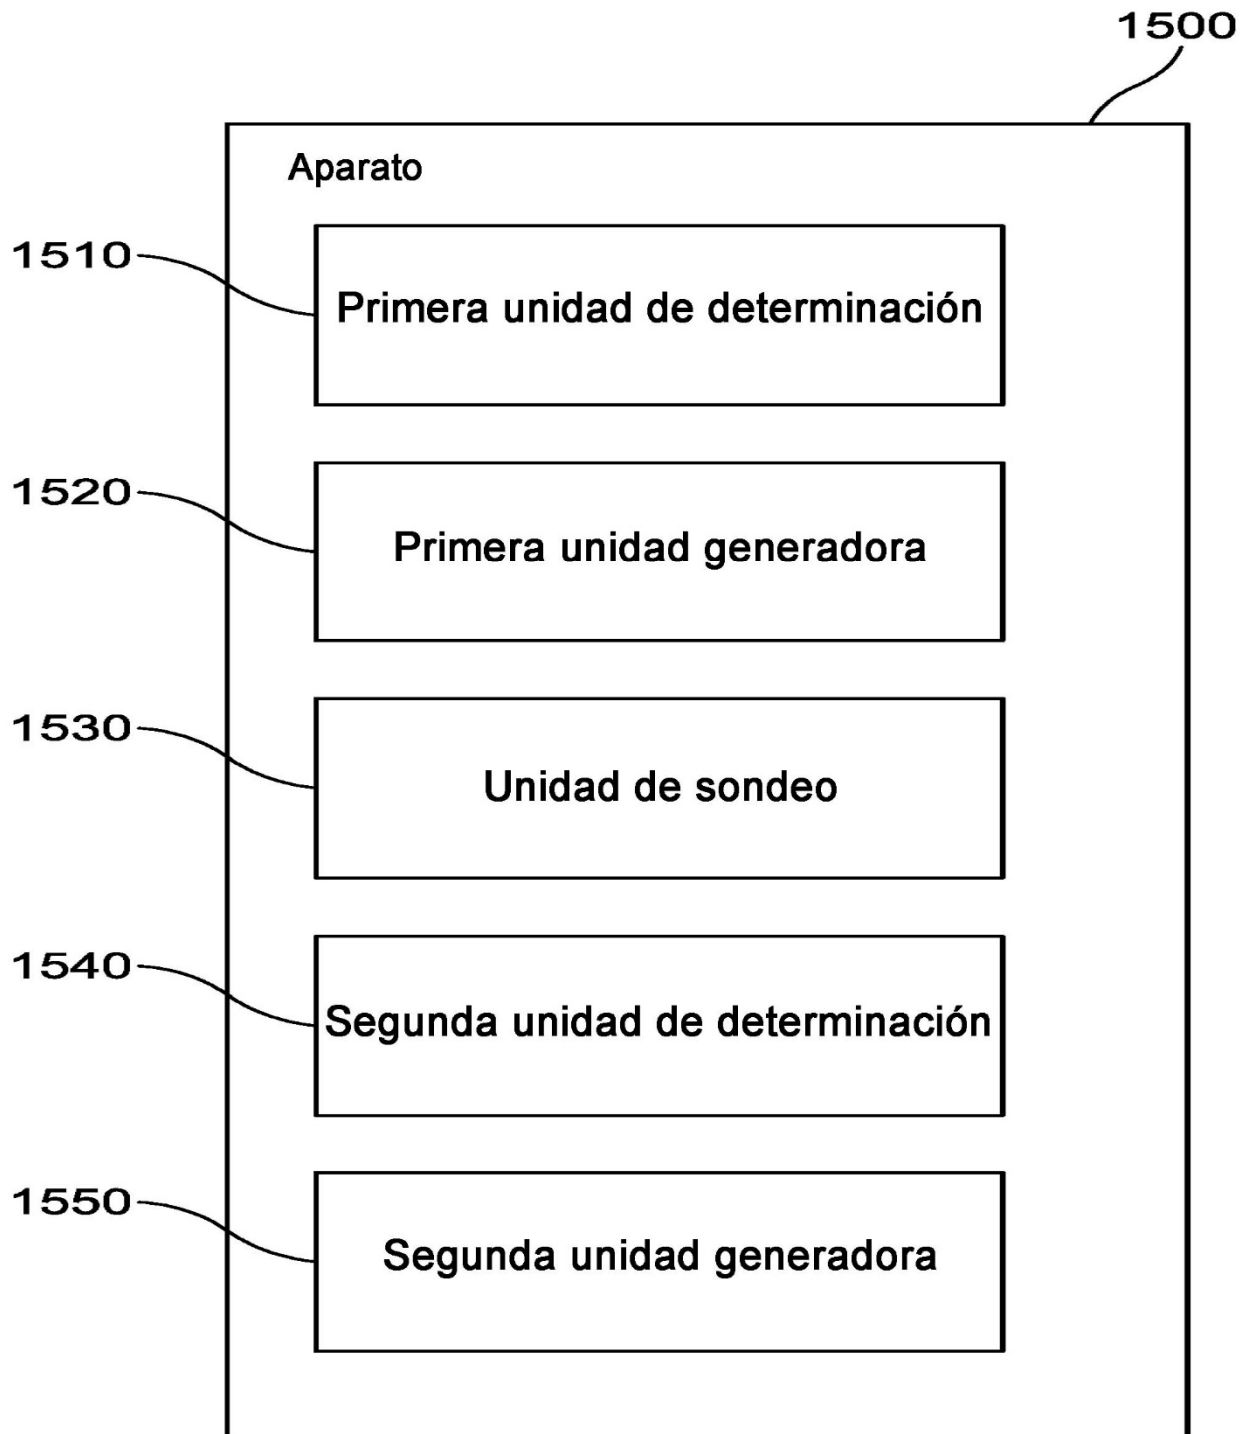 1500
Aparato
1510
Primera unidad de determinación
1520
Primera unidad generadora
1530
Unidad de sondeo
1540
Segunda unidad de determinación
1550
Segunda unidad generadora